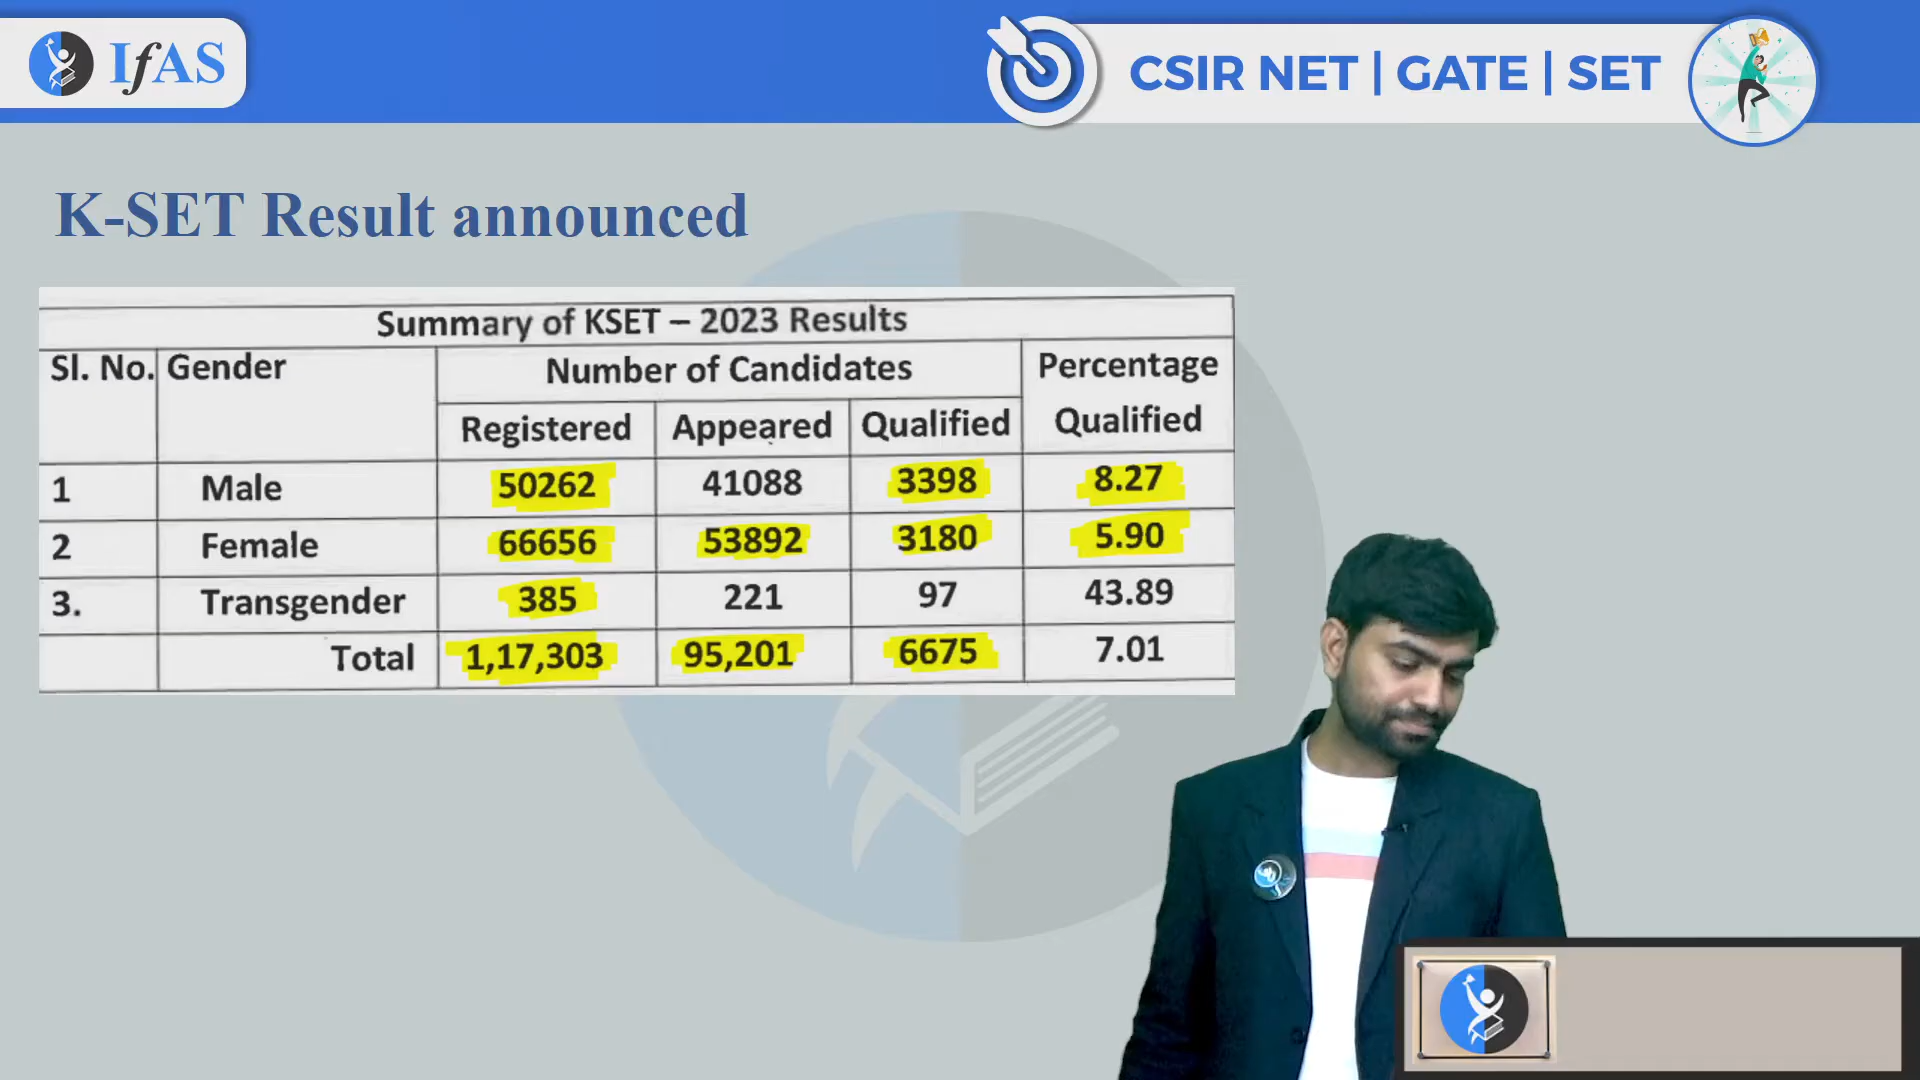 IfAS
CSIR NET | GATE | SET
K-SET Result announced
Summary of KSET – 2023 Results
Sl. No. Gender Number of Candidates Percentage Qualified
Registered Appeared Qualified
1 Male 50262 41088 3398 8.27
2 Female 66656 53892 3180 5.90
3. Transgender 385 221 97 43.89
Total 1,17,303 95,201 6675 7.01